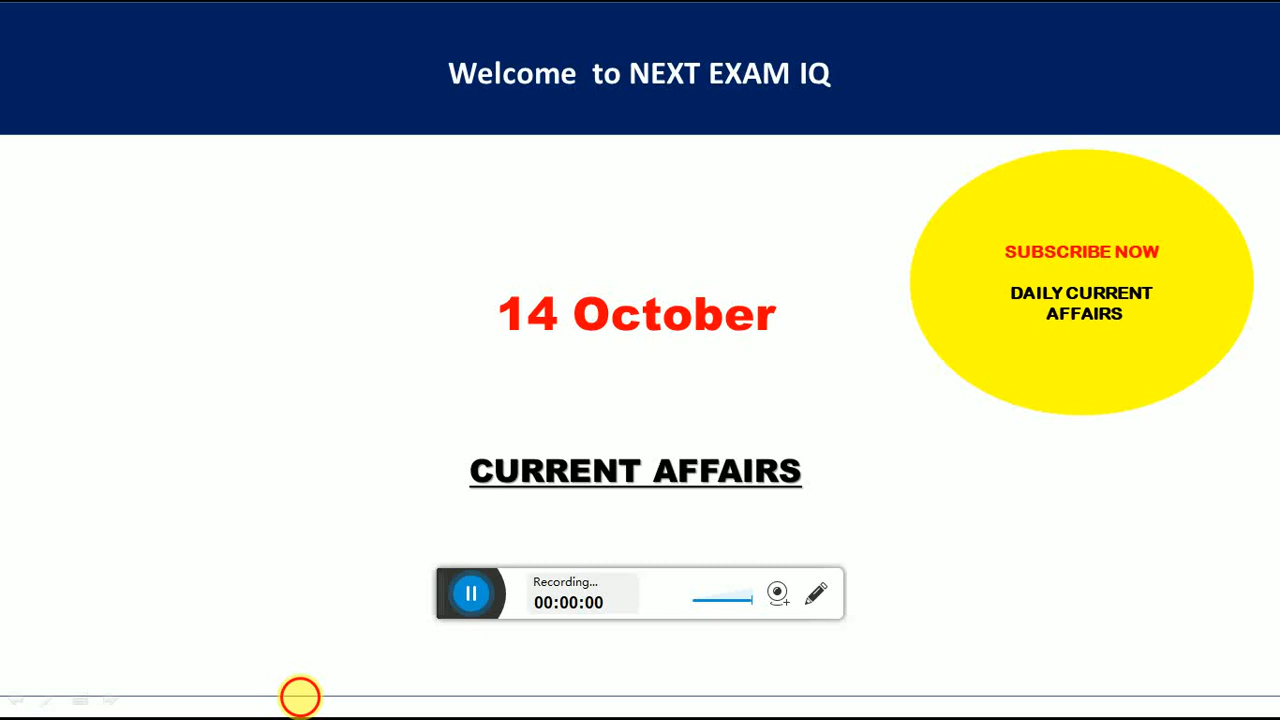 Welcome  to NEXT EXAM IQ
SUBSCRIBE NOW
DAILY CURRENT
AFFAIRS
14 October
CURRENT AFFAIRS
Recording...
00:00:00